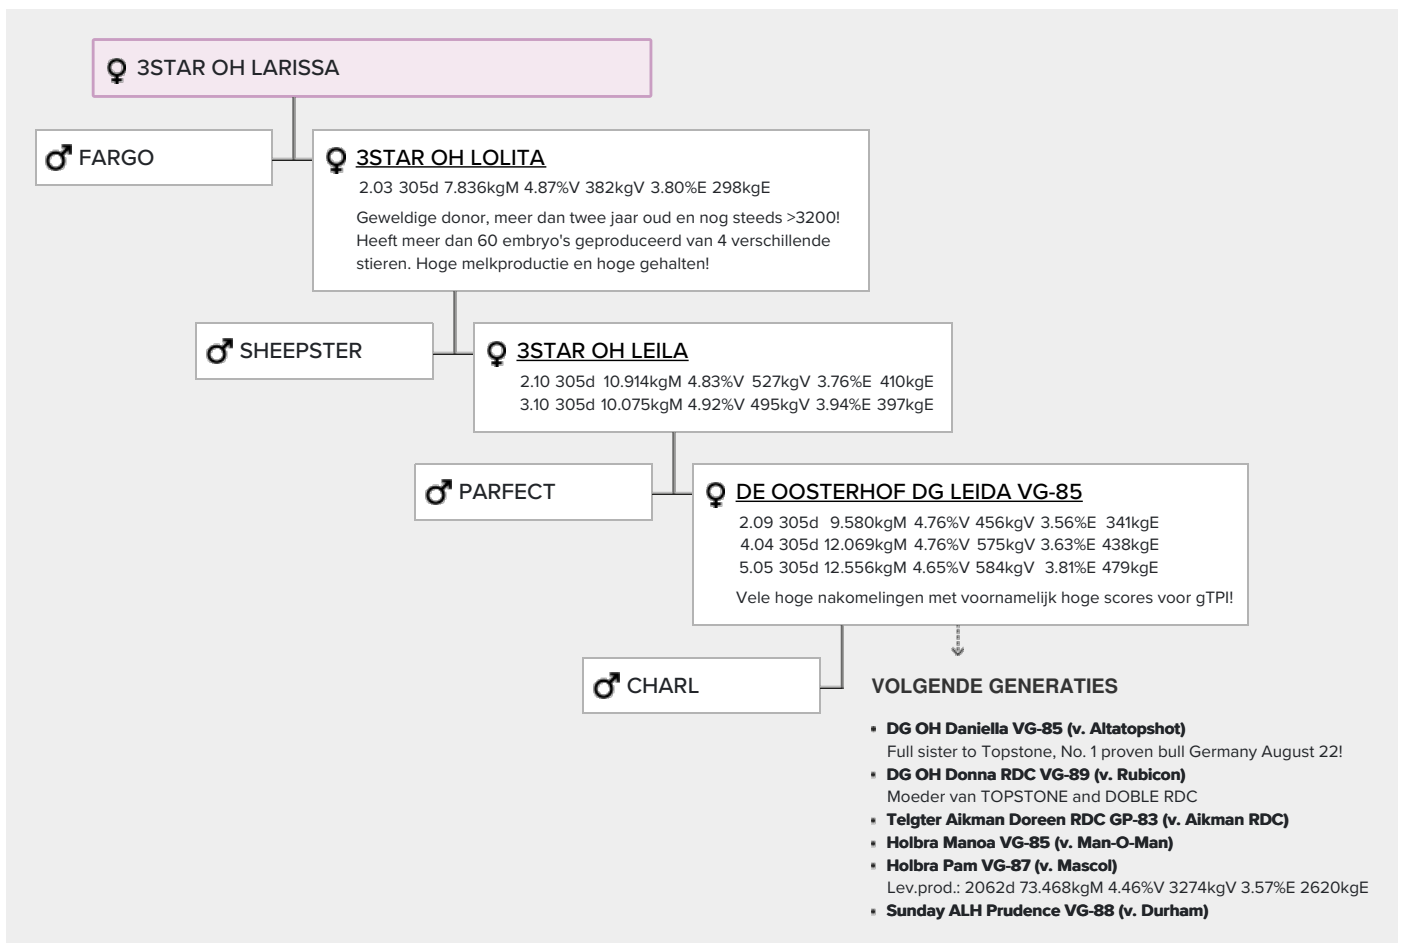 3STAR OH LARISSA
FARGO
3STAR OH LOLITA
2.03 305d 7.836kgM 4.87%V 382kgV 3.80%E 298kgE
Geweldige donor, meer dan twee jaar oud en nog steeds >3200!
Heeft meer dan 60 embryo's geproduceerd van 4 verschillende
stieren. Hoge melkproductie en hoge gehalten!
SHEEPSTER
3STAR OH LEILA
2.10 305d 10.914kgM 4.83%V 527kgV 3.76%E 410kgE
3.10 305d 10.075kgM 4.92%V 495kgV 3.94%E 397kgE
PARFECT
DE OOSTERHOF DG LEIDA VG-85
2.09 305d 9.580kgM 4.76%V 456kgV 3.56%E 341kgE
4.04 305d 12.069kgM 4.76%V 575kgV 3.63%E 438kgE
5.05 305d 12.556kgM 4.65%V 584kgV 3.81%E 479kgE
Vele hoge nakomelingen met voornamelijk hoge scores voor gTPI!
CHARL
VOLGENDE GENERATIES
DG OH Daniella VG-85 (v. Altatopshot)
Full sister to Topstone, No. 1 proven bull Germany August 22!
DG OH Donna RDC VG-89 (v. Rubicon)
Moeder van TOPSTONE and DOBLE RDC
Telgter Aikman Doreen RDC GP-83 (v. Aikman RDC)
Holbra Manoa VG-85 (v. Man-O-Man)
Holbra Pam VG-87 (v. Mascol)
Lev.prod.: 2062d 73.468kgM 4.46%V 3274kgV 3.57%E 2620kgE
Sunday ALH Prudence VG-88 (v. Durham)